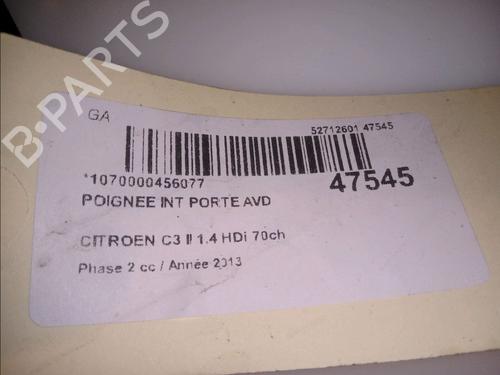 B-PARTS
GA
52712601 47545
*1070000456077
47545
POIGNEE INT PORTE AVD
CITROEN C3 II 1.4 HDi 70ch
Phase 2 cc / Année 2013